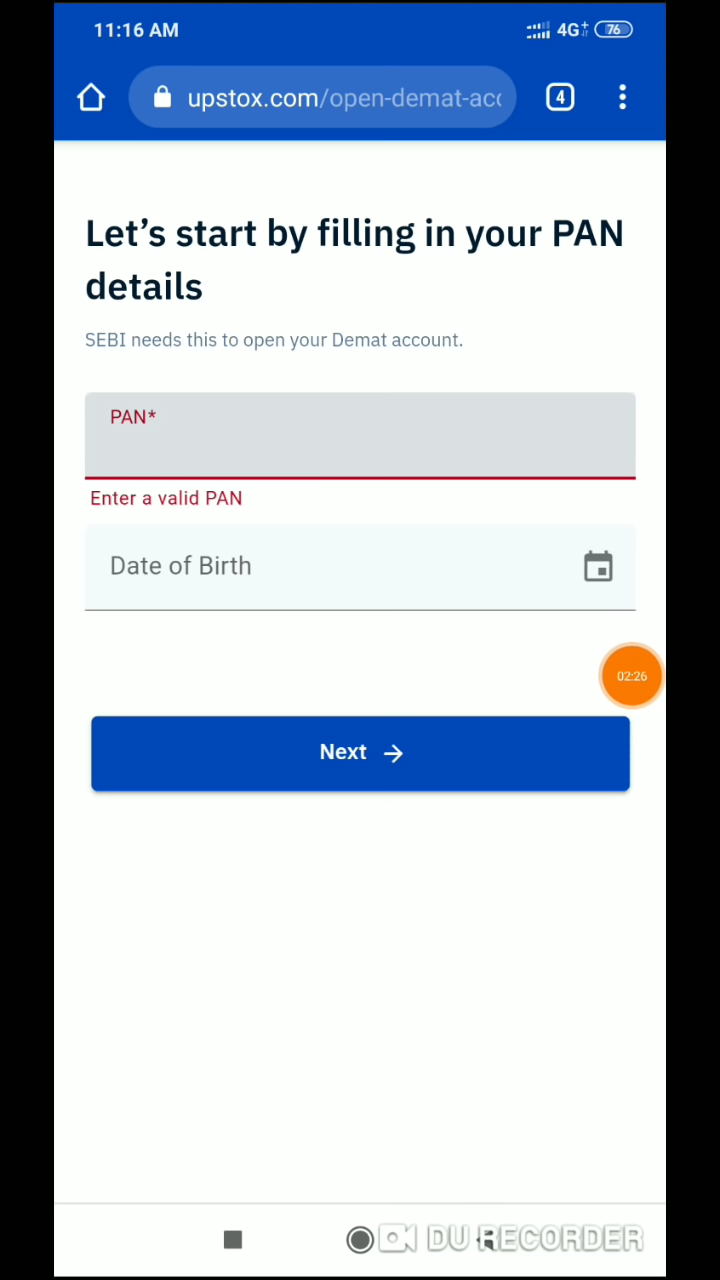 11:16 AM
4G+
76
upstox.com/open-demat-acc
4
Let’s start by filling in your PAN
details
SEBI needs this to open your Demat account.
PAN*
Enter a valid PAN
Date of Birth
02:26
Next →
DU RECORDER